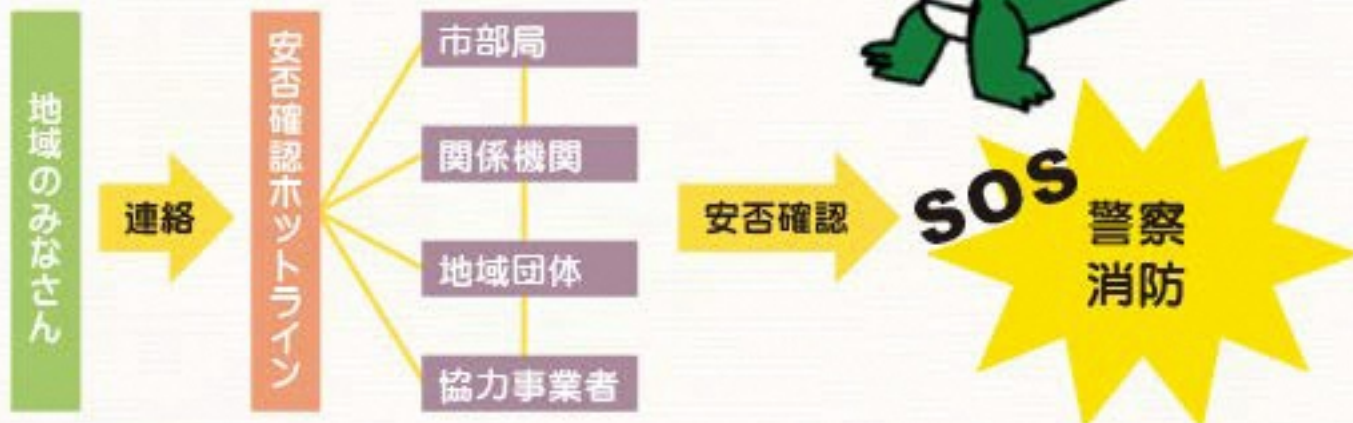 地域のみなさん
連絡
安否確認ホットライン
市部局
関係機関
地域団体
協力事業者
安否確認
SOS
警察
消防